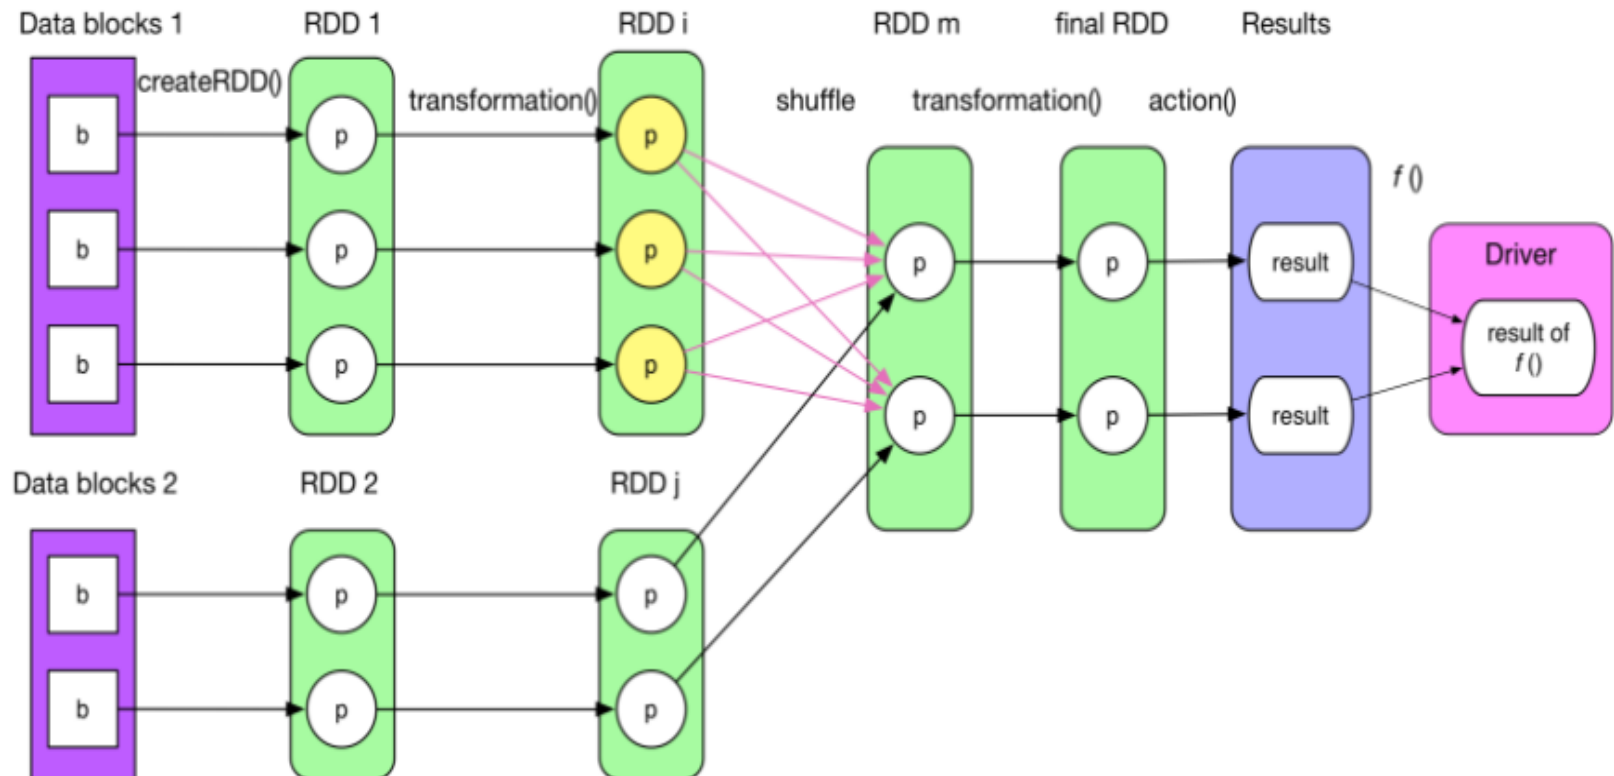 Data blocks 1
RDD 1
RDD i
RDD m
final RDD
Results
createRDD()
transformation()
shuffle
transformation()
action()
f ()
b
p
p
b
p
p
b
p
p
p
p
result
p
p
result
Driver
result of
f ()
Data blocks 2
RDD 2
RDD j
b
p
p
b
p
p